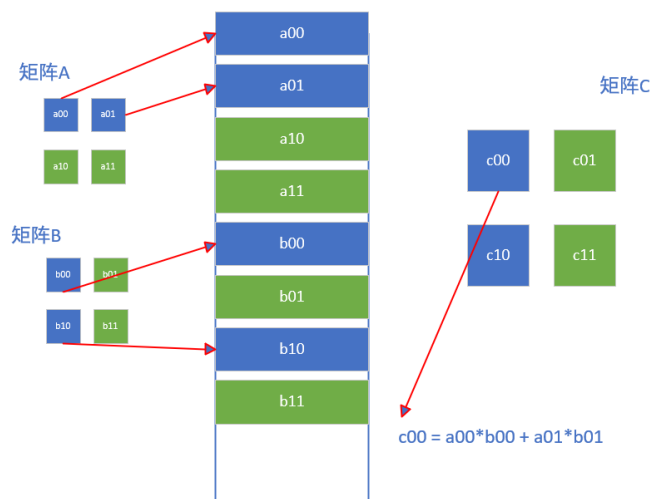 矩阵A
a00 a01
a10 a11
矩阵B
b00 b01
b10 b11
a00
a01
a10
a11
b00
b01
b10
b11
矩阵C
c00 c01
c10 c11
c00 = a00*b00 + a01*b01